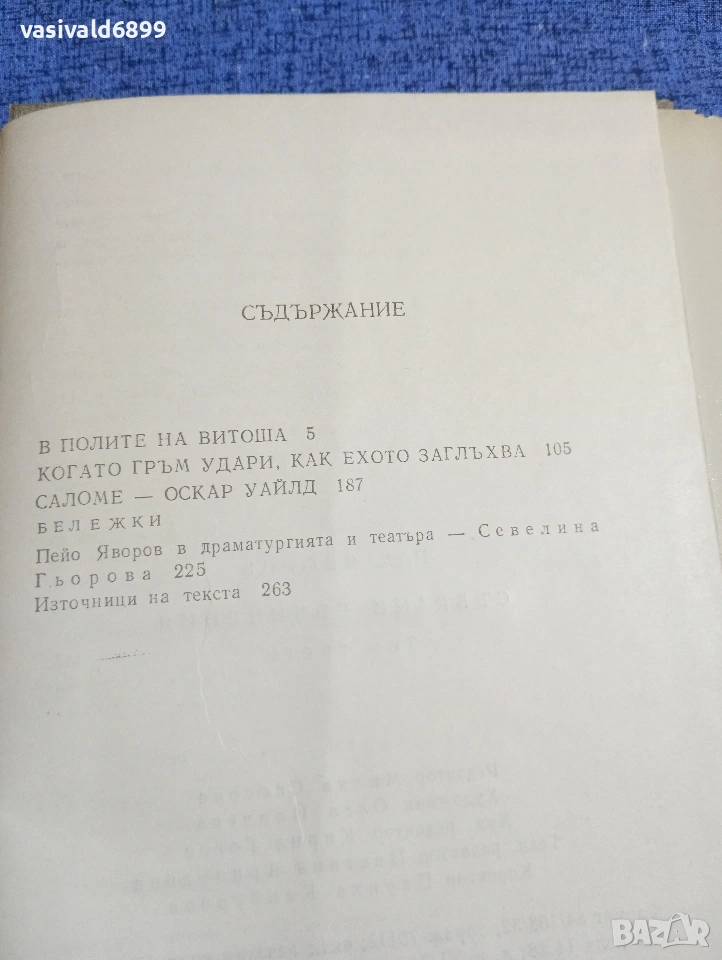 vasivald6899
СЪДЪРЖАНИЕ
В ПОЛИТЕ НА ВИТОША 5
КОГАТО ГРЪМ УДАРИ, КАК ЕХОТО ЗАГЛЪХВА 105
САЛОМЕ — ОСКАР УАЙЛД 187
БЕЛЕЖКИ
Пейо Яворов в драматургията и театъра — Севелина
Гьорова 225
Източници на текста 263
BAZAR